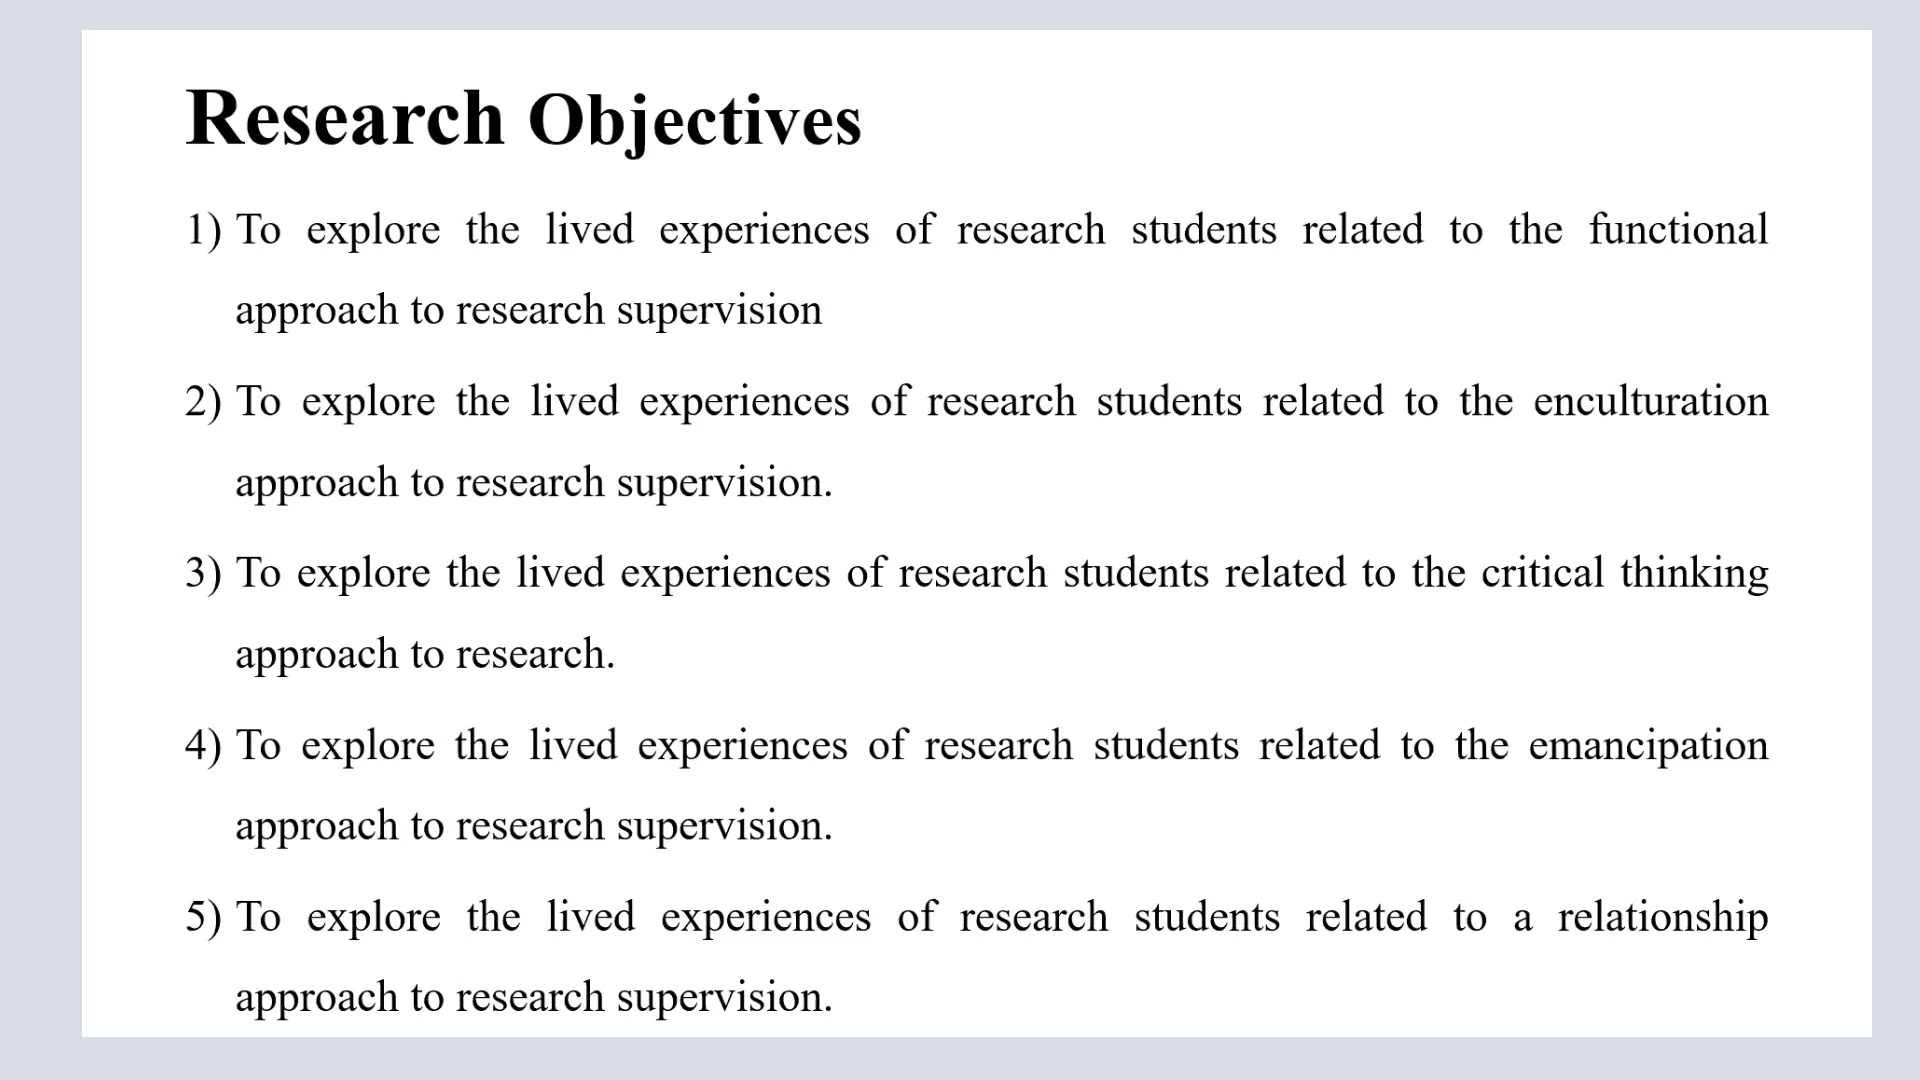 Research Objectives
1) To explore the lived experiences of research students related to the functional
approach to research supervision
2) To explore the lived experiences of research students related to the enculturation
approach to research supervision.
3) To explore the lived experiences of research students related to the critical thinking
approach to research.
4) To explore the lived experiences of research students related to the emancipation
approach to research supervision.
5) To explore the lived experiences of research students related to a relationship
approach to research supervision.